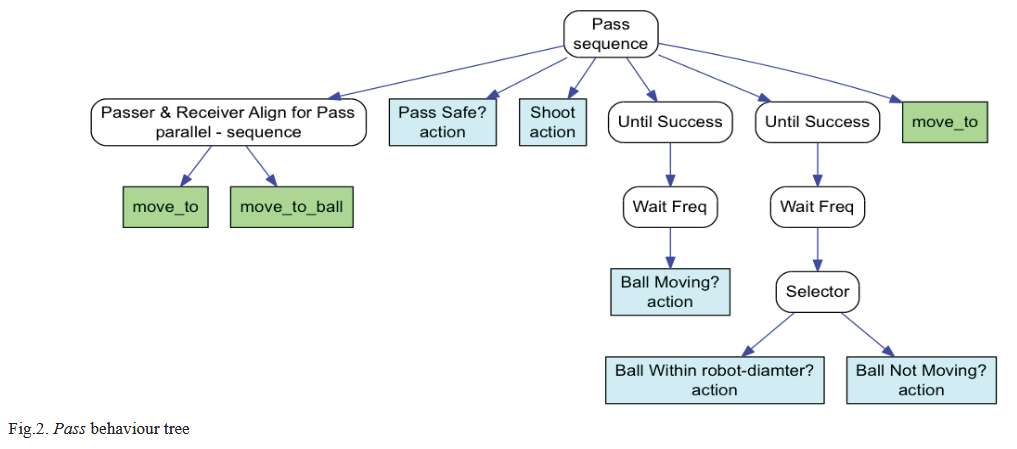 Pass
sequence
Passer & Receiver Align for Pass
parallel - sequence
Pass Safe?
action
Shoot
action
Until Success
Until Success
move_to
move_to
move_to_ball
Wait Freq
Wait Freq
Ball Moving?
action
Selector
Ball Within robot-diamter?
action
Ball Not Moving?
action
Fig.2. Pass behaviour tree